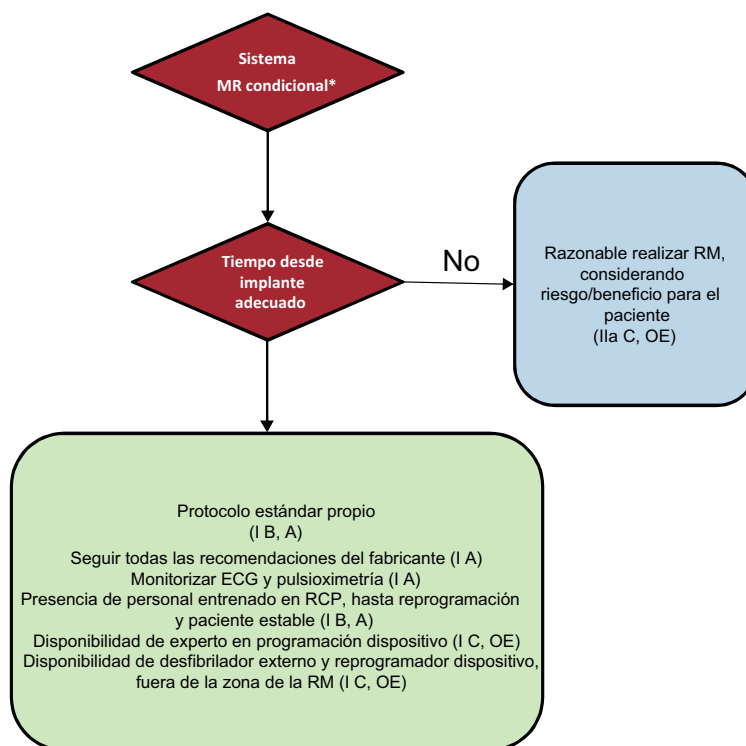 Sistema
MR condicional*
Tiempo desde
implante
adecuado
No
Razonable realizar RM,
considerando
riesgo/beneficio para el
paciente
(IIa C, OE)
Protocolo estándar propio
(I B, A)
Seguir todas las recomendaciones del fabricante (I A)
Monitorizar ECG y pulsioximetría (I A)
Presencia de personal entrenado en RCP, hasta reprogramación
y paciente estable (I B, A)
Disponibilidad de experto en programación dispositivo (I C, OE)
Disponibilidad de desfibrilador externo y reprogramador dispositivo,
fuera de la zona de la RM (I C, OE)